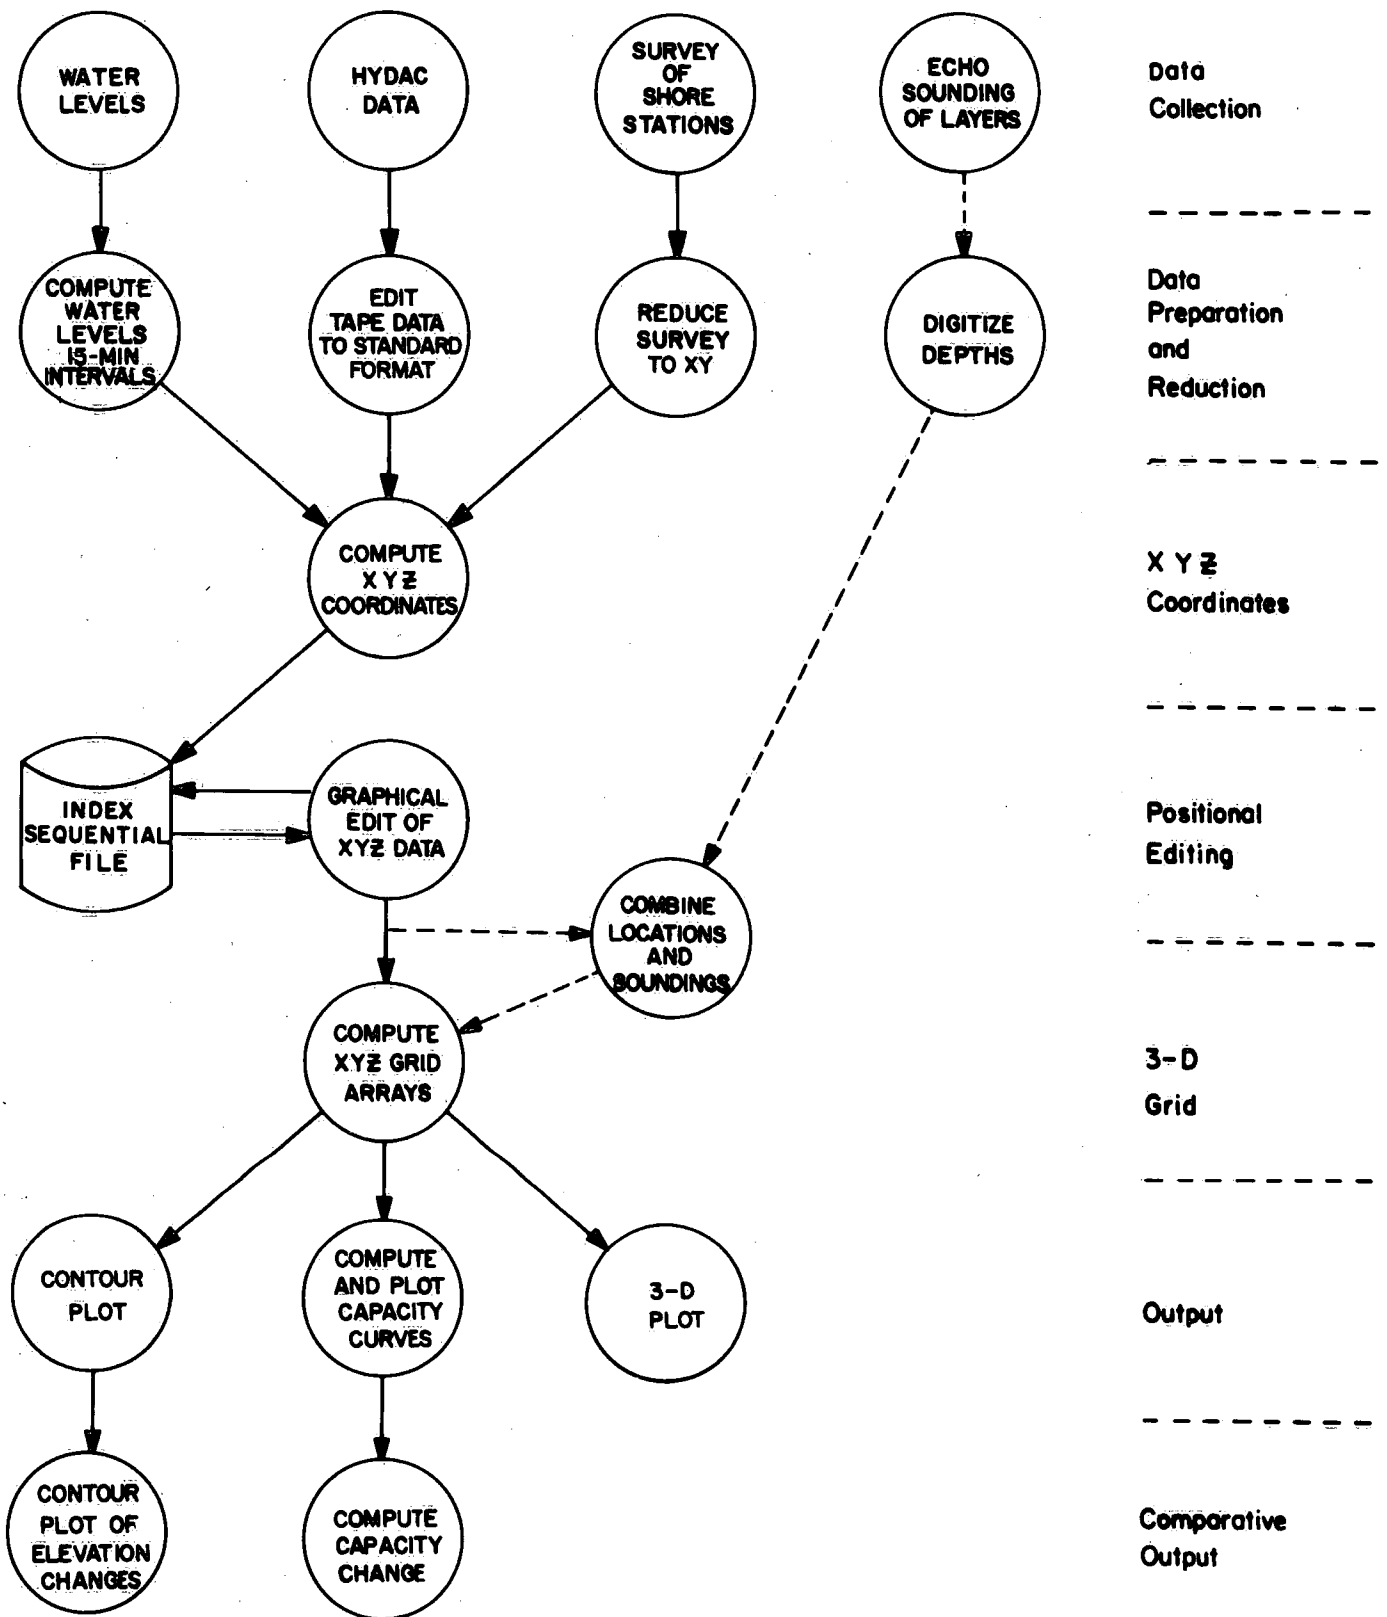 WATER
LEVELS
HYDAC
DATA
SURVEY
OF
SHORE
STATIONS
ECHO
SOUNDING
OF LAYERS
Data
Collection
COMPUTE
WATER
LEVELS
15-MIN
INTERVALS
EDIT
TAPE DATA
TO STANDARD
FORMAT
REDUCE
SURVEY
TO XY
DIGITIZE
DEPTHS
Data
Preparation
and
Reduction
COMPUTE
X Y Z
COORDINATES
X Y Z
Coordinates
INDEX
SEQUENTIAL
FILE
GRAPHICAL
EDIT OF
XYZ DATA
COMBINE
LOCATIONS
AND
SOUNDINGS
Positional
Editing
COMPUTE
XYZ GRID
ARRAYS
3-D
Grid
CONTOUR
PLOT
COMPUTE
AND PLOT
CAPACITY
CURVES
3-D
PLOT
Output
CONTOUR
PLOT OF
ELEVATION
CHANGES
COMPUTE
CAPACITY
CHANGE
Comparative
Output